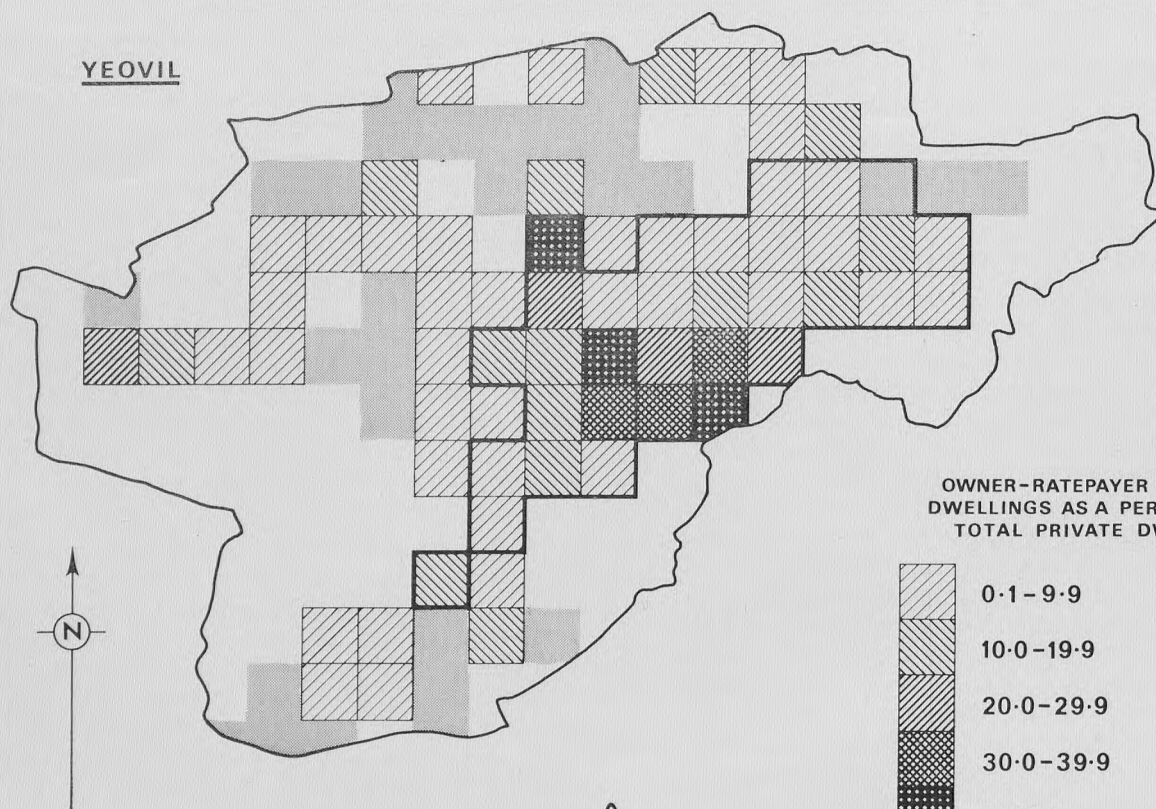 YEOVIL
OWNER-RATEPAYER
DWELLINGS AS A PER
TOTAL PRIVATE DW
0·1-9·9
10·0-19·9
20·0-29·9
30·0-39·9
N